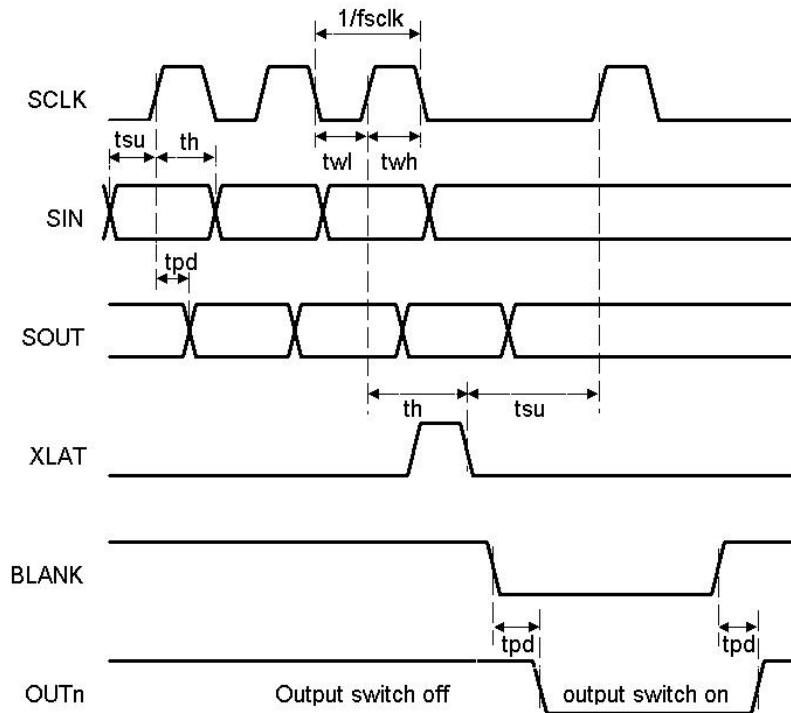 1/fsclk
SCLK
tsu th twl twh
SIN
tpd
SOUT
th tsu
XLAT
BLANK
tpd tpd
OUTn Output switch off output switch on